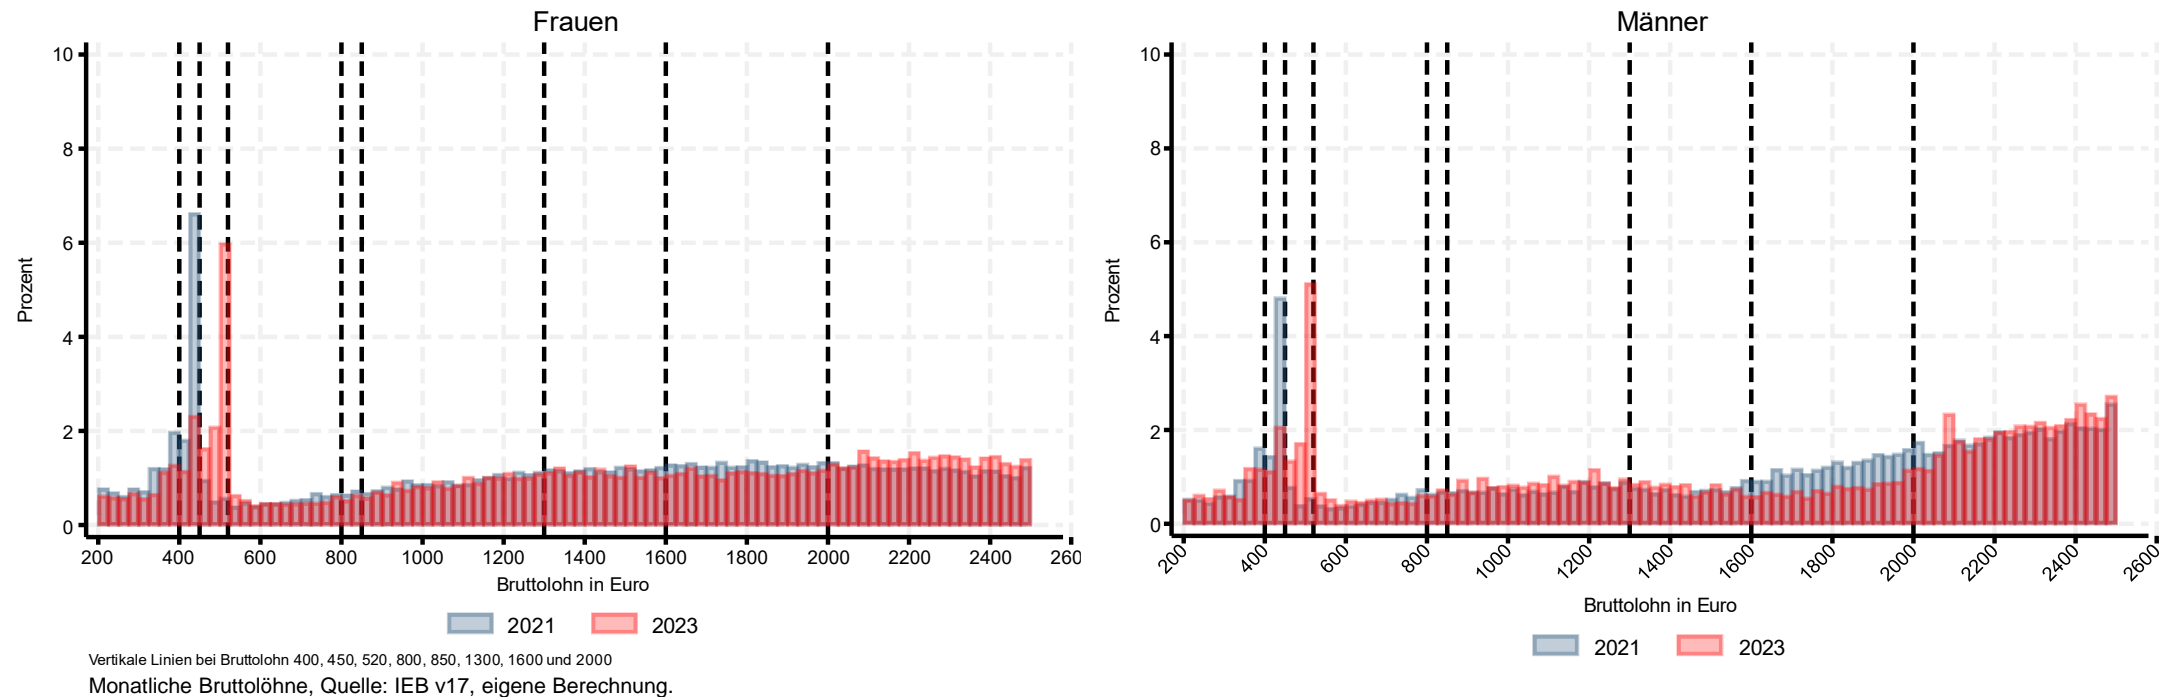 Frauen
10
8
6
4
2
0
Prozent
200 400 600 800 1000 1200 1400 1600 1800 2000 2200 2400 260
Bruttolohn in Euro
2021 2023
Vertikale Linien bei Bruttolohn 400, 450, 520, 800, 850, 1300, 1600 und 2000
Monatliche Bruttolöhne, Quelle: IEB v17, eigene Berechnung.
Männer
10
8
6
4
2
0
Prozent
200 400 600 800 1000 1200 1400 1600 1800 2000 2200 2400 2600
Bruttolohn in Euro
2021 2023